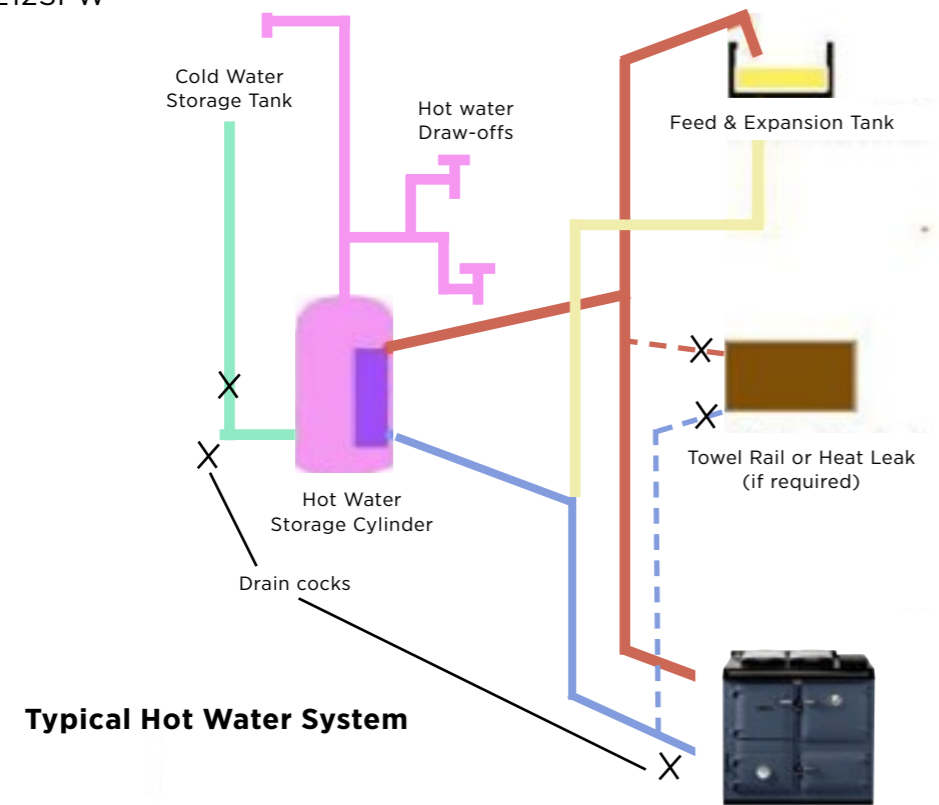 Cold Water
Storage Tank
Hot water
Draw-offs
Feed & Expansion Tank
Towel Rail or Heat Leak
(if required)
Hot Water
Storage Cylinder
Drain cocks
Typical Hot Water System